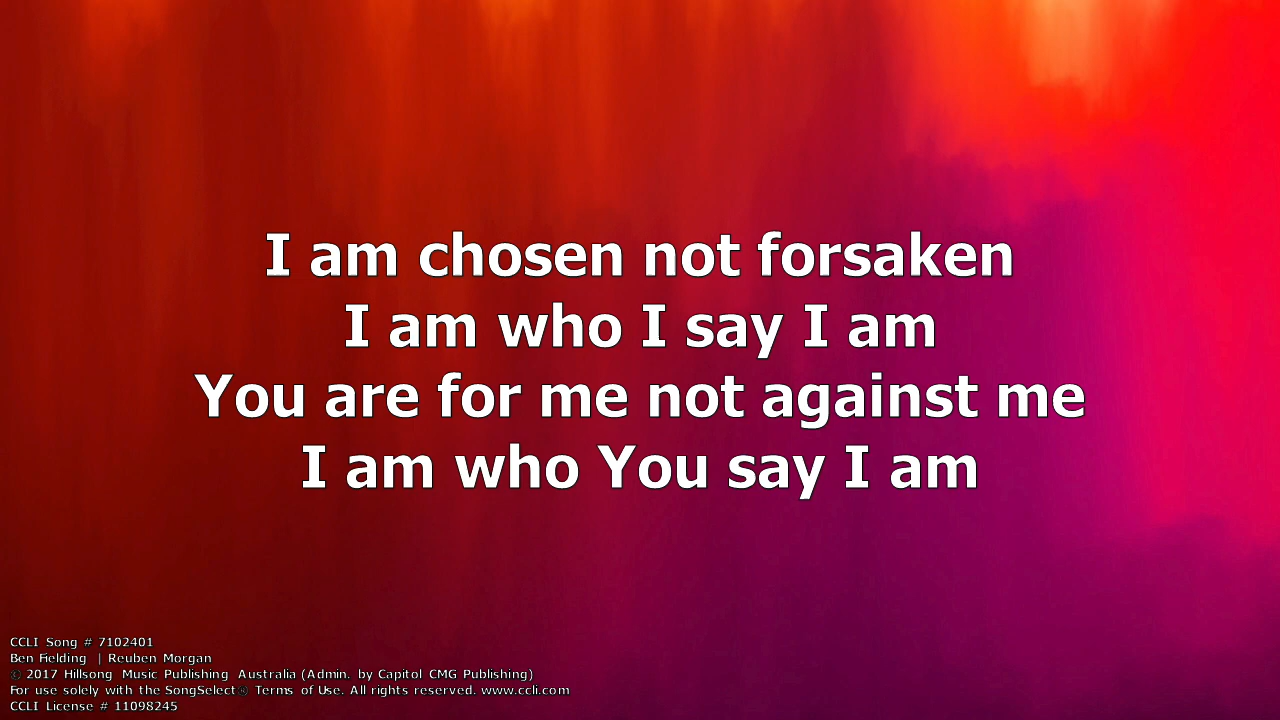 I am chosen not forsaken
I am who I say I am
You are for me not against me
I am who You say I am
CCLI Song # 7102401
Ben Fielding | Reuben Morgan
© 2017 Hillsong Music Publishing Australia (Admin. by Capitol CMG Publishing)
For use solely with the SongSelect® Terms of Use. All rights reserved. www.ccli.com
CCLI License # 11098245